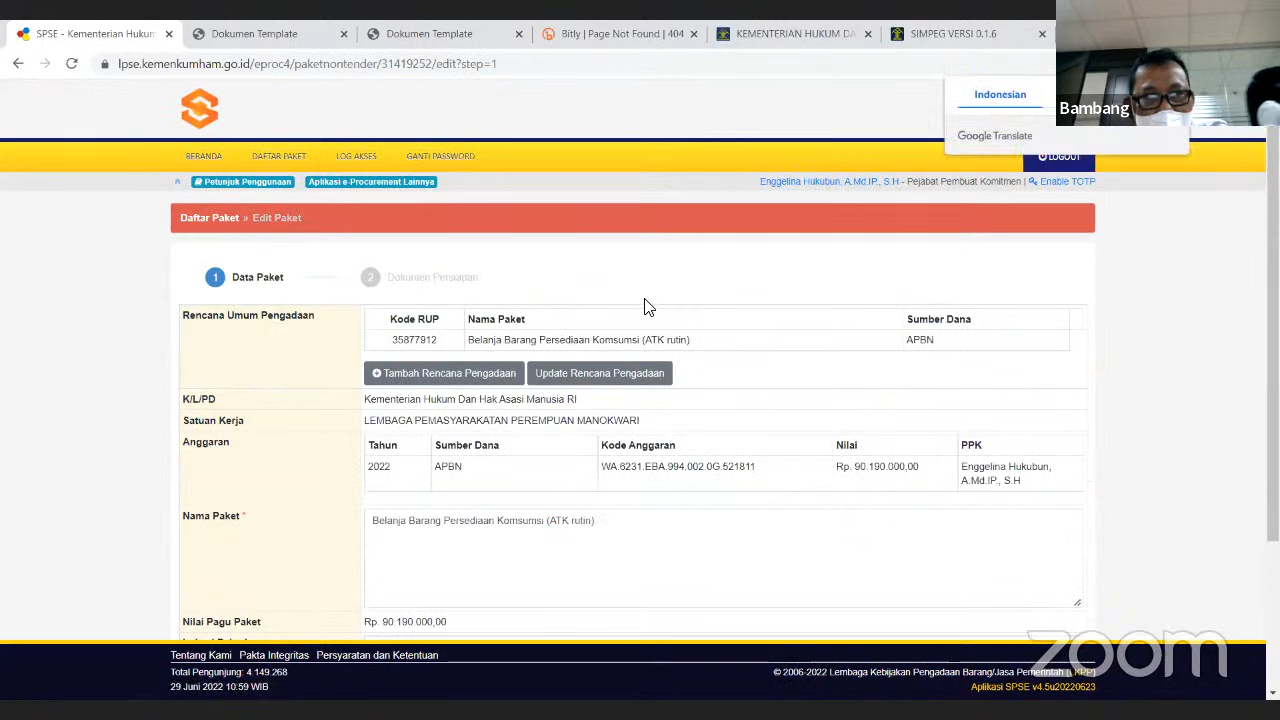 SPSE - Kementerian Hukum
Dokumen Template
Dokumen Template
Bitly | Page Not Found | 404
KEMENTERIAN HUKUM DA
SIMPEG VERSI 0.1.6
lpse.kemenkumham.go.id/eproc4/paketnontender/31419252/edit?step=1
Indonesian
Google Translate
Bambang
BERANDA DAFTAR PAKET LOG AKSES GANTI PASSWORD
LOGOUT
Petunjuk Penggunaan Aplikasi e-Procurement Lainnya
Enggelina Hukubun, A.Md.IP., S.H - Pejabat Pembuat Komitmen | Enable TOTP
Daftar Paket » Edit Paket
1 Data Paket 2 Dokumen Persiapan
Rencana Umum Pengadaan
Kode RUP Nama Paket Sumber Dana
35877912 Belanja Barang Persediaan Komsumsi (ATK rutin) APBN
Tambah Rencana Pengadaan Update Rencana Pengadaan
K/L/PD Kementerian Hukum Dan Hak Asasi Manusia RI
Satuan Kerja LEMBAGA PEMASYARAKATAN PEREMPUAN MANOKWARI
Anggaran
Tahun Sumber Dana Kode Anggaran Nilai PPK
2022 APBN WA.6231.EBA.994.002.0G.521811 Rp. 90.190.000,00 Enggelina Hukubun,
A.Md.IP., S.H
Nama Paket *
Belanja Barang Persediaan Komsumsi (ATK rutin)
Nilai Pagu Paket Rp. 90.190.000,00
zoom
Tentang Kami Pakta Integritas Persyaratan dan Ketentuan
Total Pengunjung: 4.149.268
© 2006-2022 Lembaga Kebijakan Pengadaan Barang/Jasa Pemerintah (LKPP)
29 Juni 2022 10:59 WIB
Aplikasi SPSE v4.5u20220623